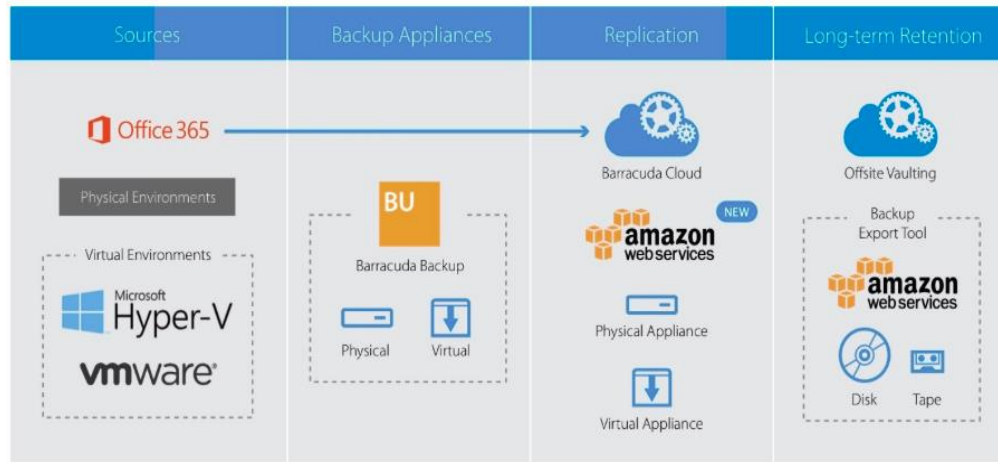 Sources
Backup Appliances
Replication
Long-term Retention
Office 365
Physical Environments
Virtual Environments
Microsoft
Hyper-V
vmware®
BU
Barracuda Backup
Physical
Virtual
Barracuda Cloud
NEW
amazon
webservices
Physical Appliance
Virtual Appliance
Offsite Vaulting
Backup
Export Tool
amazon
webservices
Disk
Tape